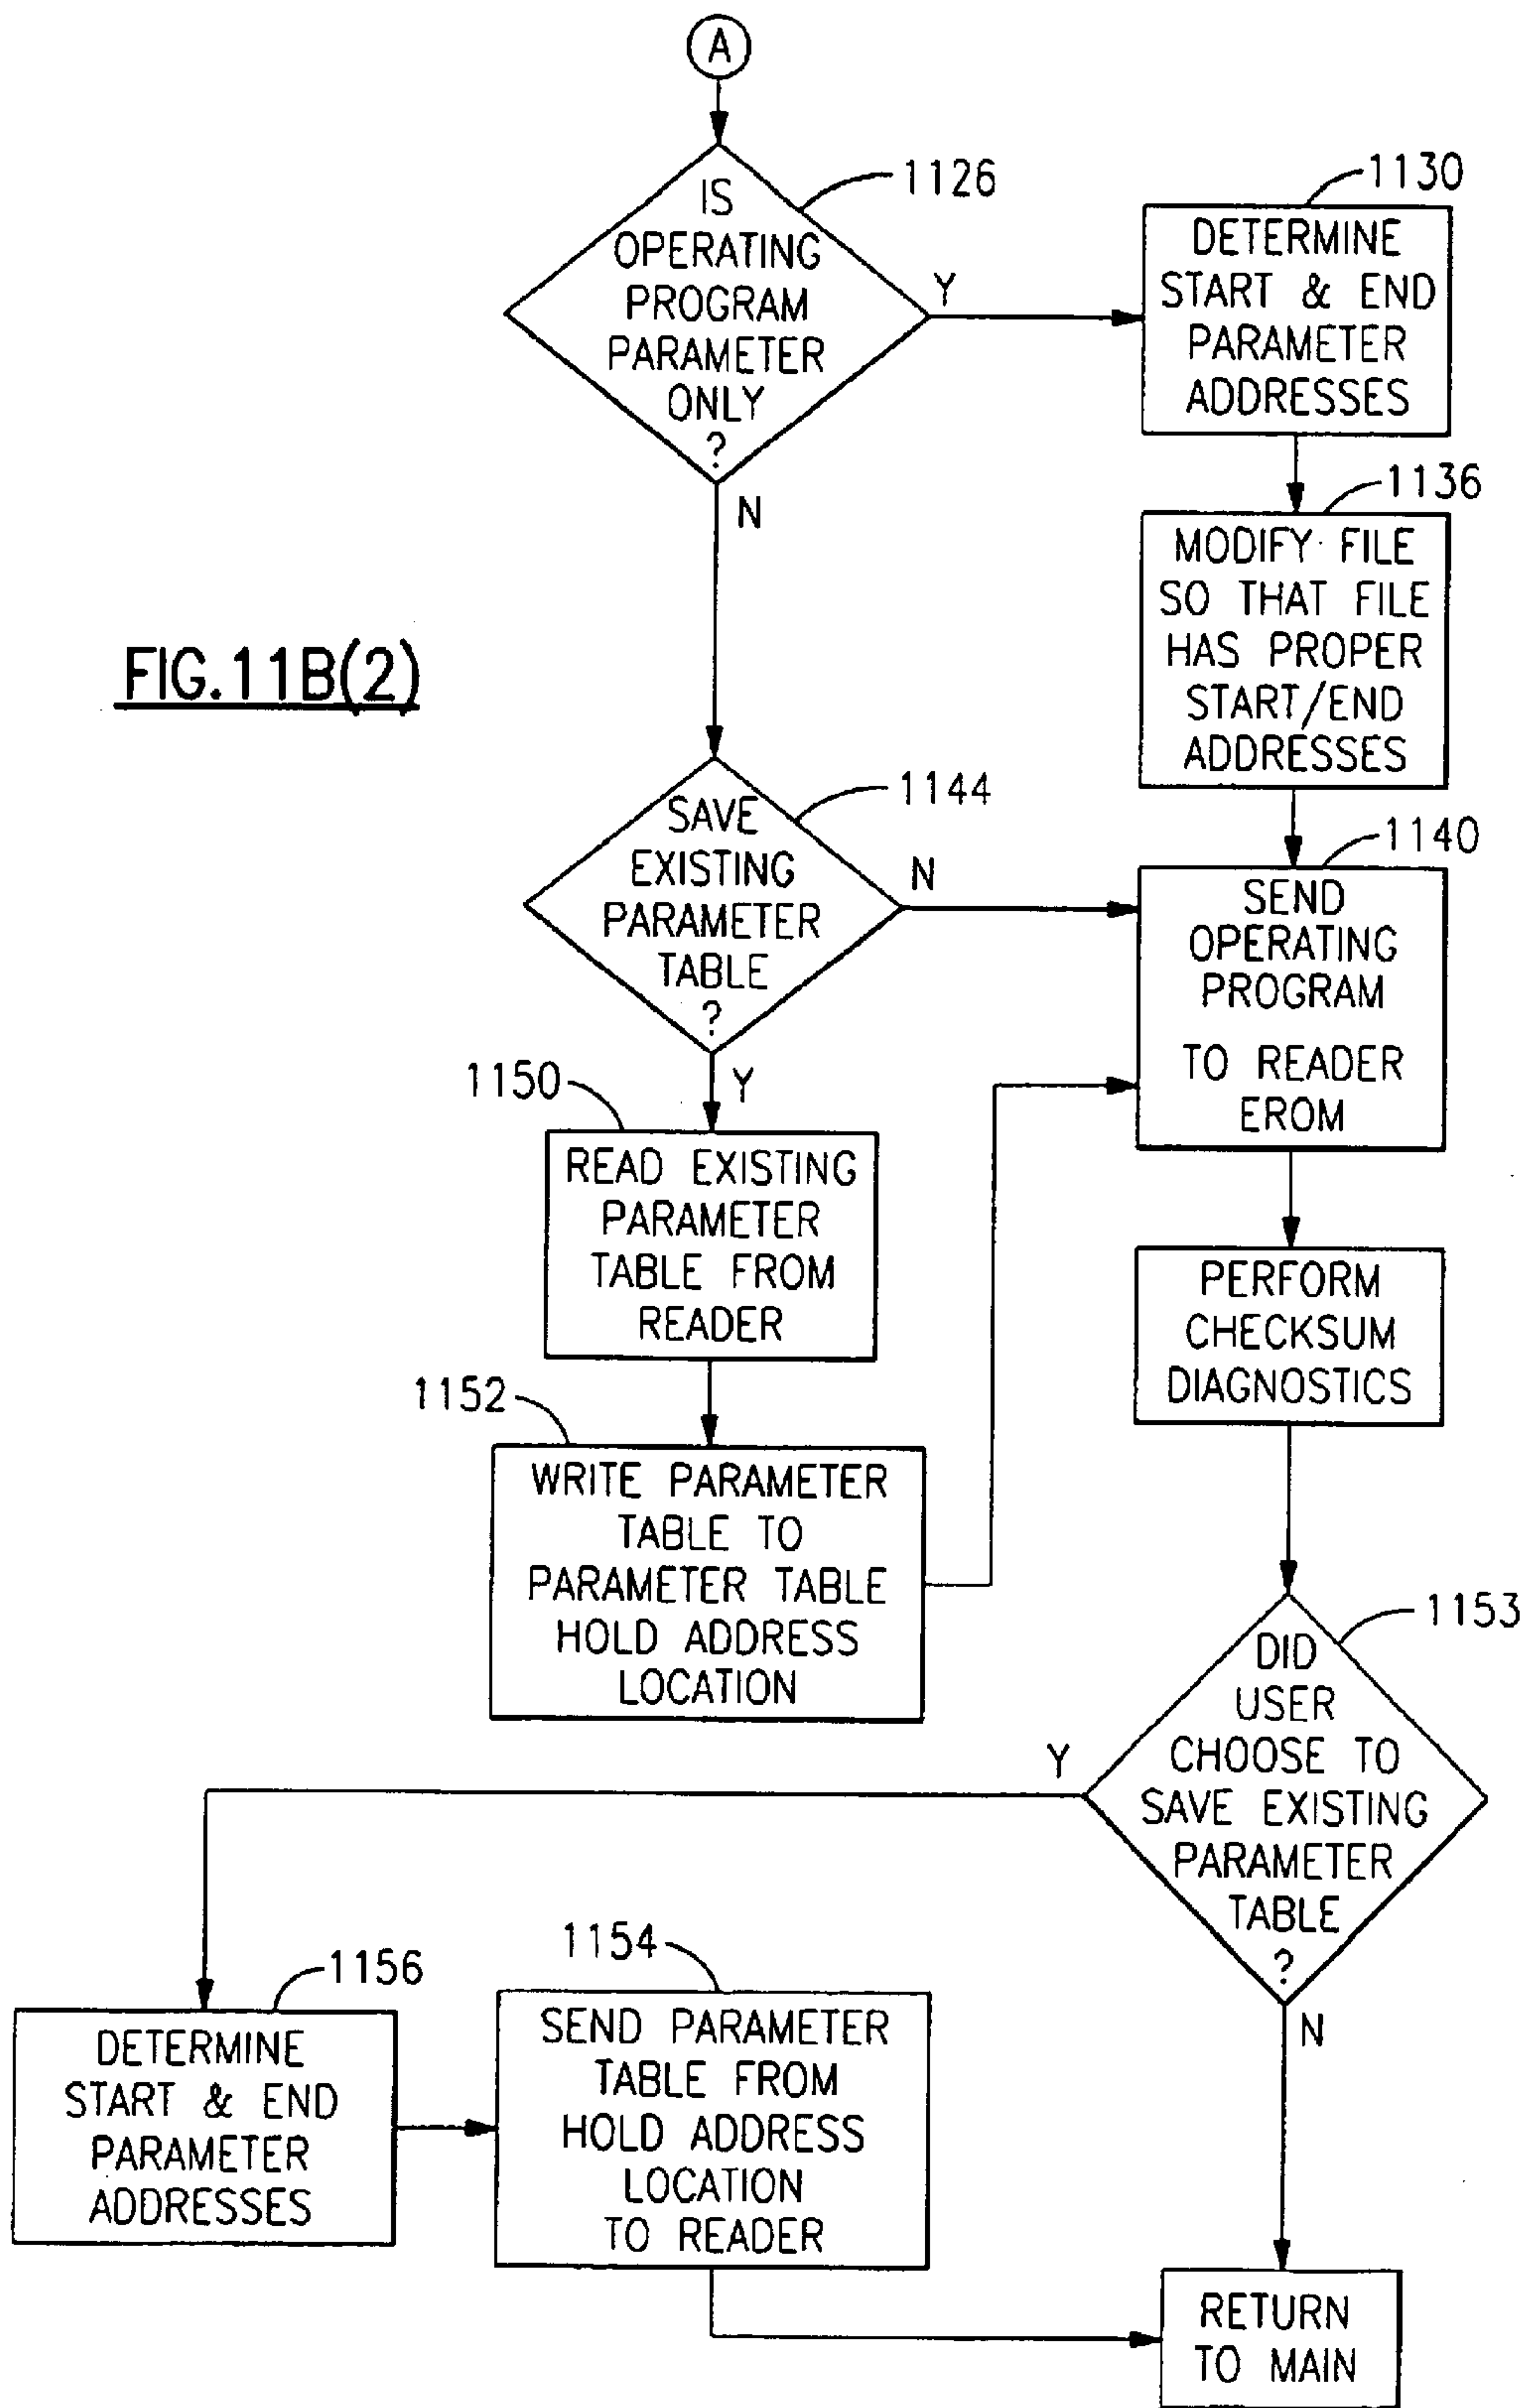 A
IS
OPERATING
PROGRAM
PARAMETER
ONLY
?
1126
Y
N
1130
DETERMINE
START & END
PARAMETER
ADDRESSES
1136
MODIFY FILE
SO THAT FILE
HAS PROPER
START/END
ADDRESSES
FIG.11B(2)
1144
SAVE
EXISTING
PARAMETER
TABLE
?
N
Y
1140
SEND
OPERATING
PROGRAM
TO READER
EROM
1150
READ EXISTING
PARAMETER
TABLE FROM
READER
PERFORM
CHECKSUM
DIAGNOSTICS
1152
WRITE PARAMETER
TABLE TO
PARAMETER TABLE
HOLD ADDRESS
LOCATION
1153
DID
USER
CHOOSE TO
SAVE EXISTING
PARAMETER
TABLE
?
Y
N
1156
DETERMINE
START & END
PARAMETER
ADDRESSES
1154
SEND PARAMETER
TABLE FROM
HOLD ADDRESS
LOCATION
TO READER
RETURN
TO MAIN